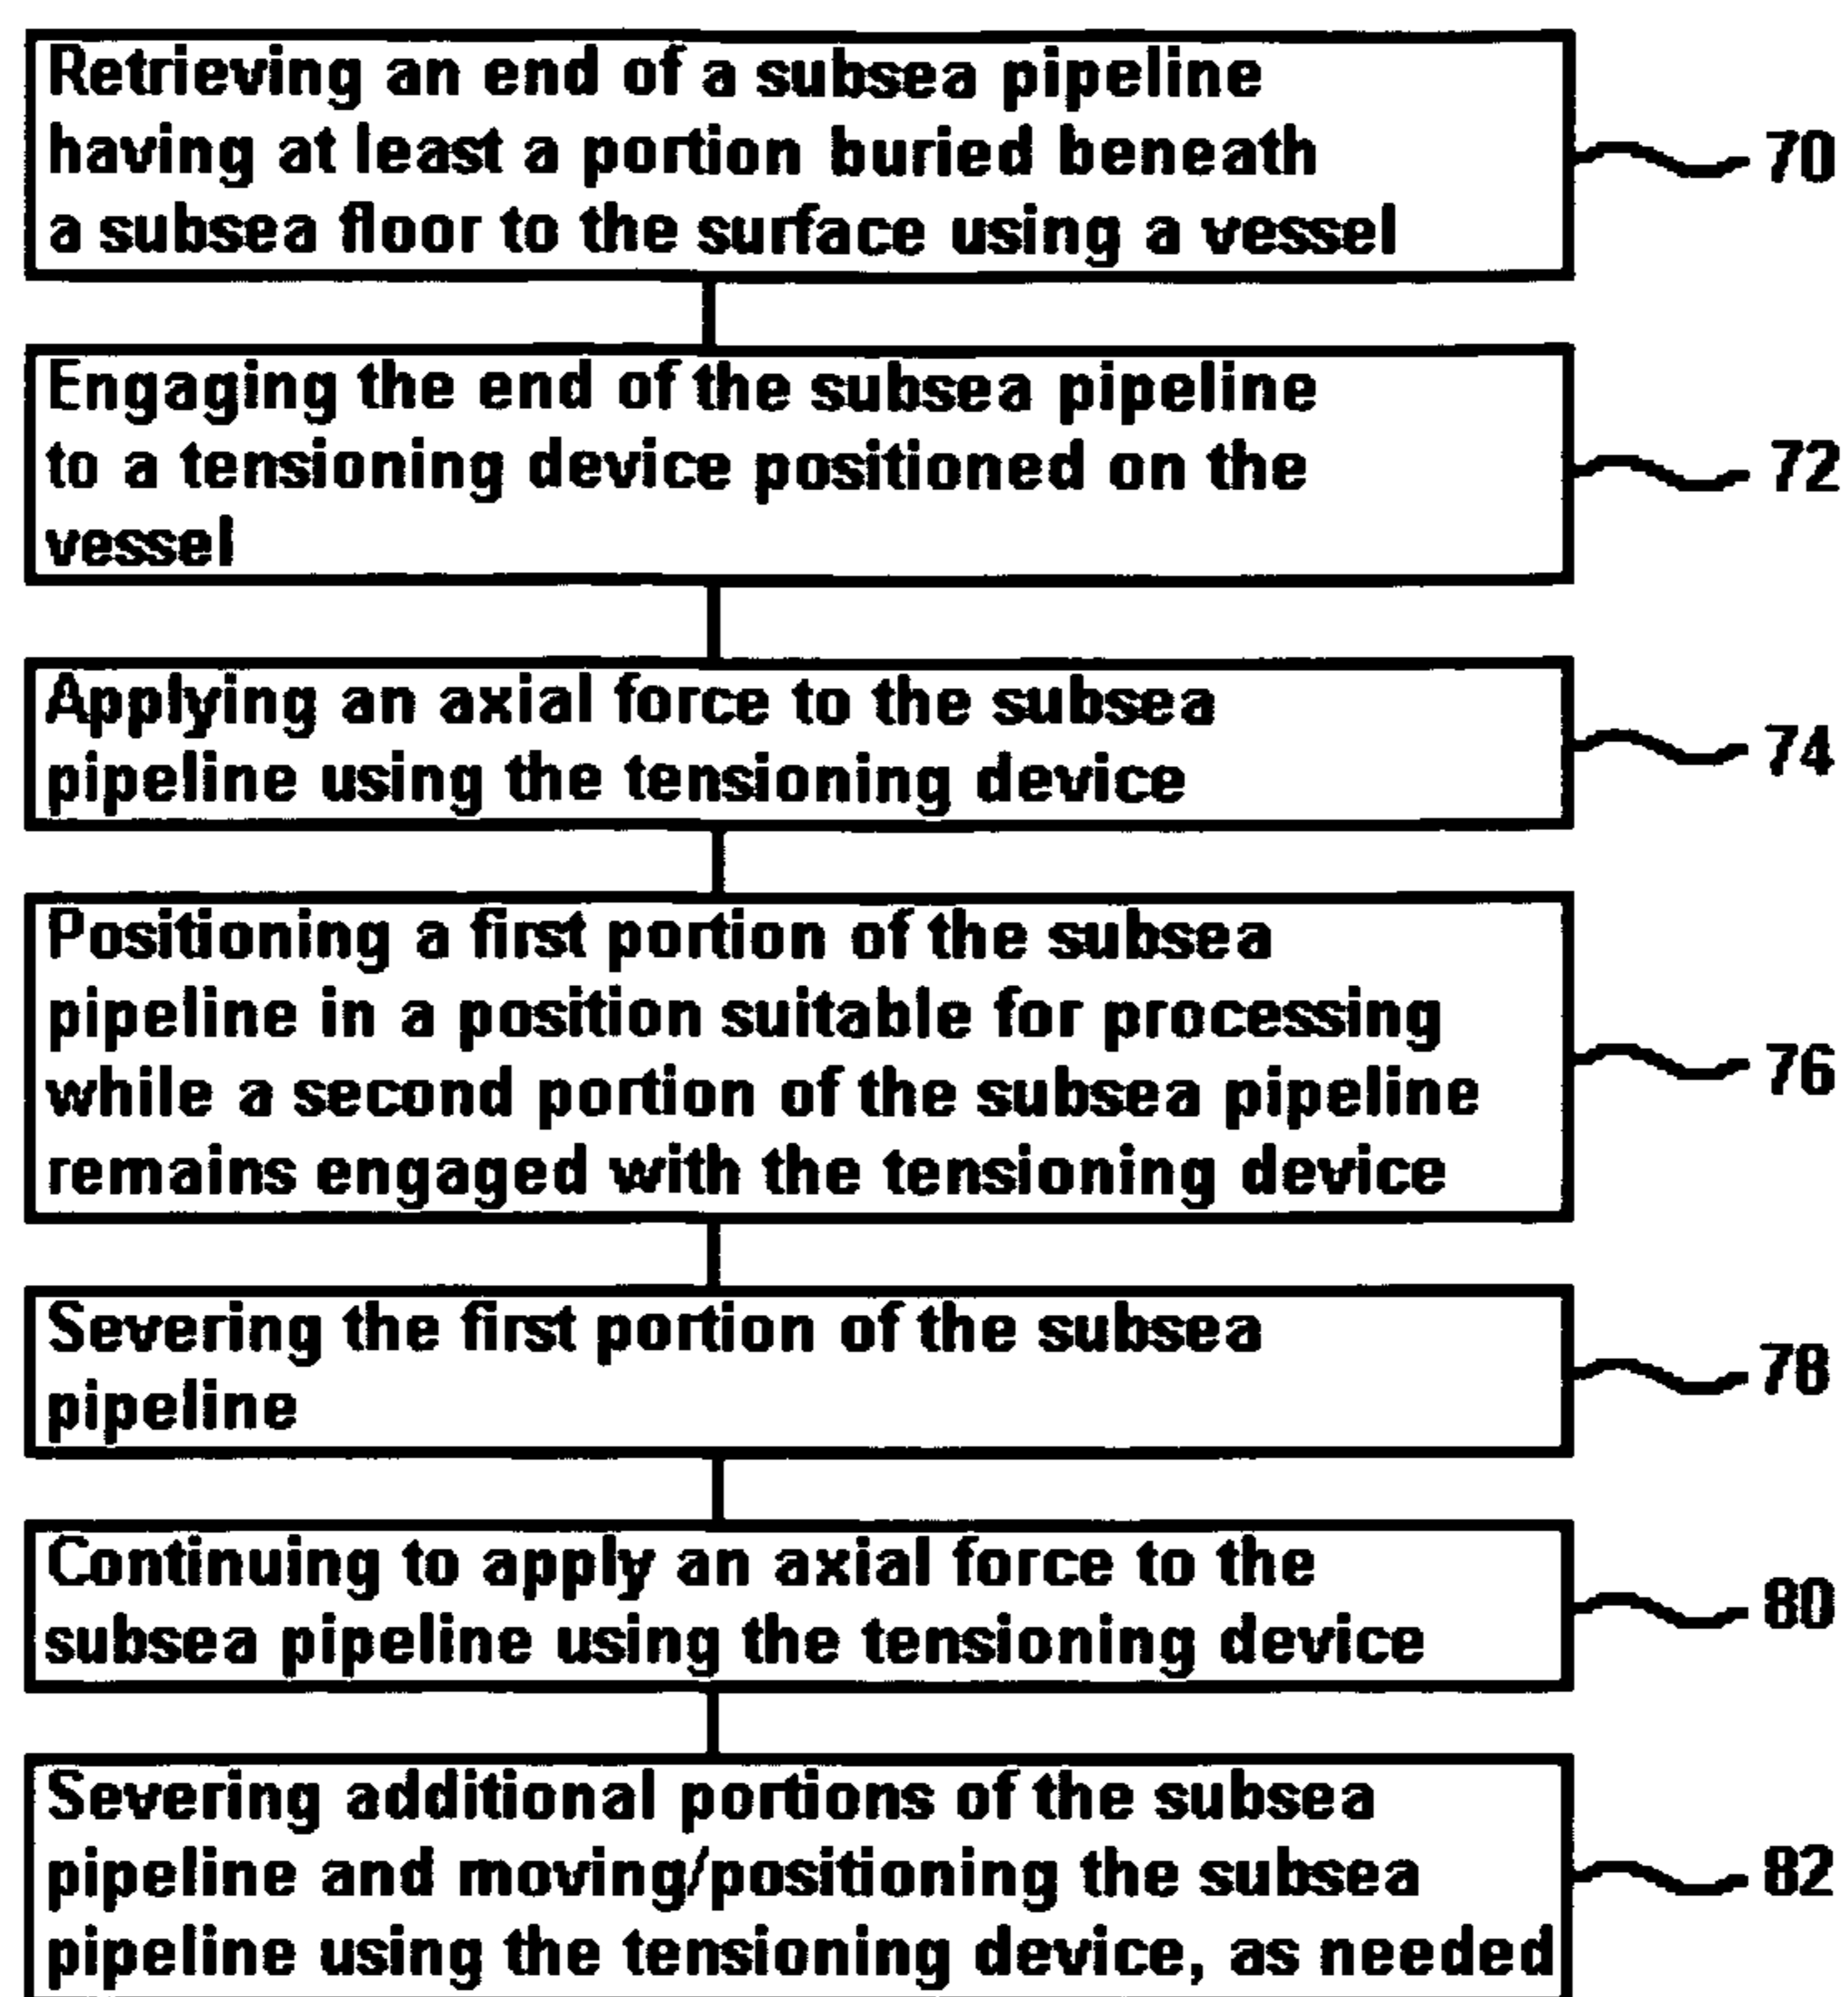 Retrieving an end of a subsea pipeline
having at least a portion buried beneath
a subsea floor to the surface using a vessel
70
Engaging the end of the subsea pipeline
to a tensioning device positioned on the
vessel
72
Applying an axial force to the subsea
pipeline using the tensioning device
74
Positioning a first portion of the subsea
pipeline in a position suitable for processing
while a second portion of the subsea pipeline
remains engaged with the tensioning device
76
Severing the first portion of the subsea
pipeline
78
Continuing to apply an axial force to the
subsea pipeline using the tensioning device
80
Severing additional portions of the subsea
pipeline and moving/positioning the subsea
pipeline using the tensioning device, as needed
82